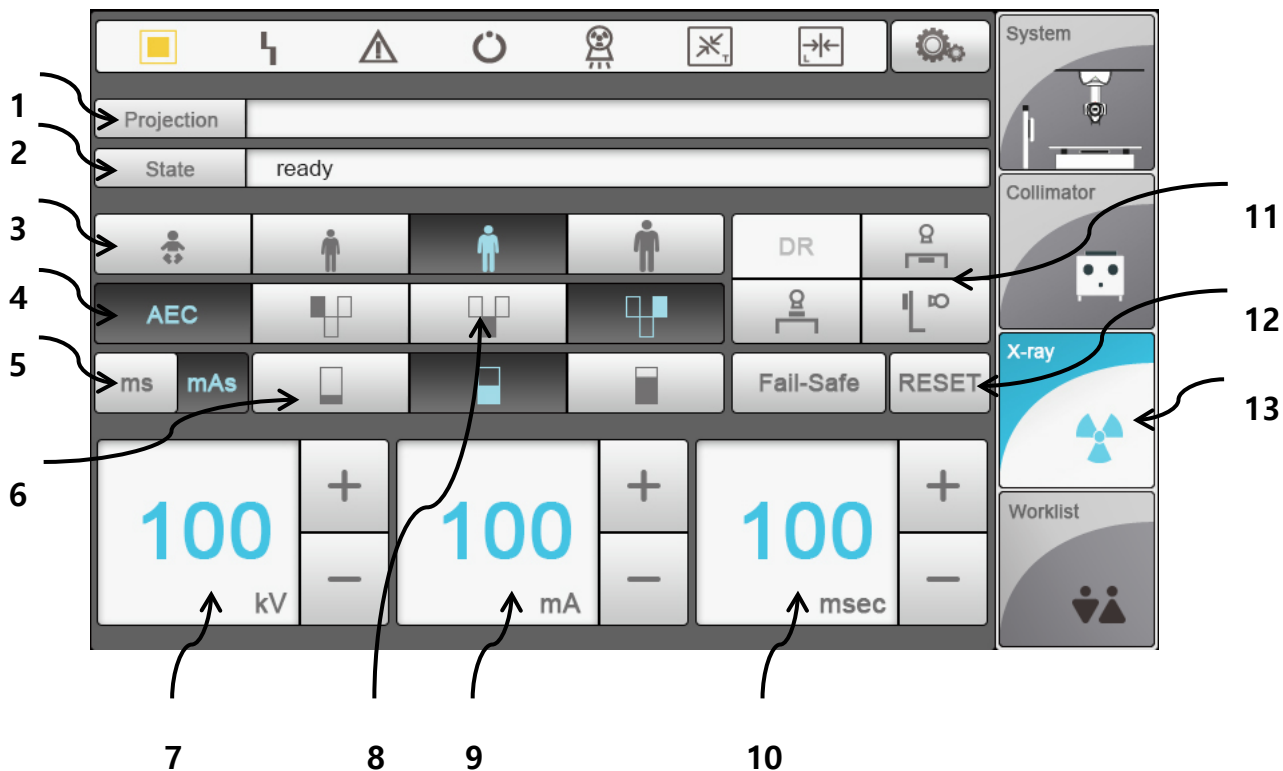 System
T
L
1
Projection
2
State
ready
Collimator
3
DR
11
4
AEC
12
5
ms
mAs
Fail-Safe
RESET
X-ray
13
6
100
kV
+
−
100
mA
+
−
100
msec
+
−
Worklist
7
8
9
10